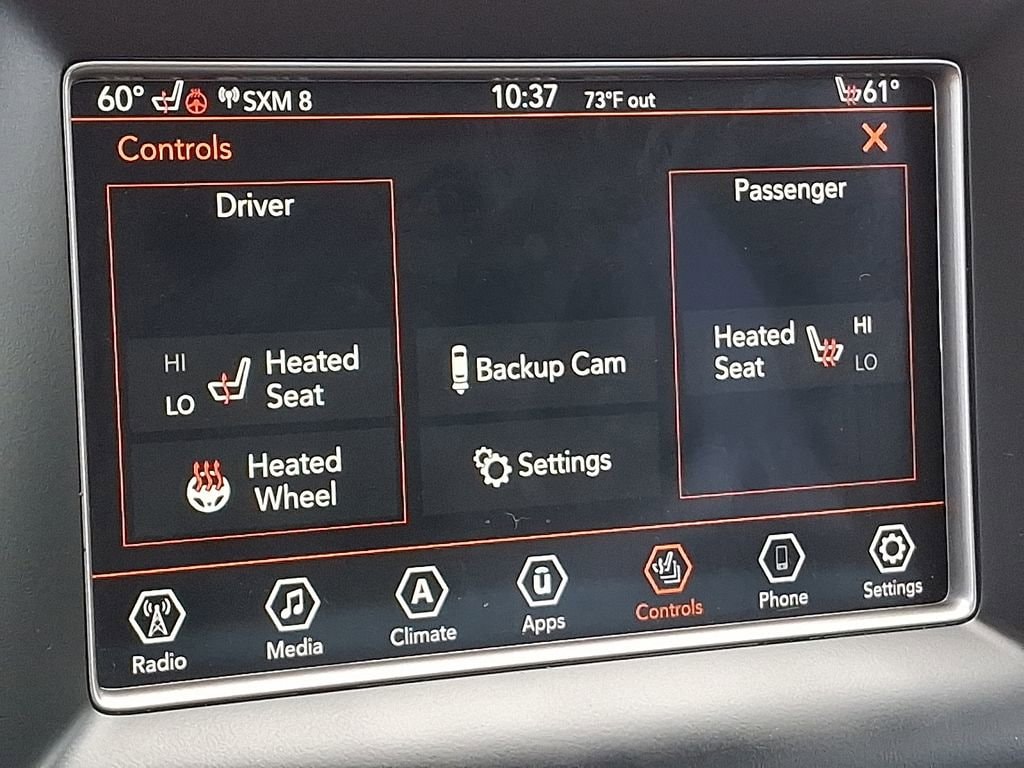 60° SXM 8 10:37 73°F out 61°
Controls
Driver
HI
LO
Heated
Seat
Heated
Wheel
Backup Cam
Settings
Passenger
Heated
Seat
HI
LO
Radio
Media
A
Climate
ū
Apps
Controls
Phone
Settings